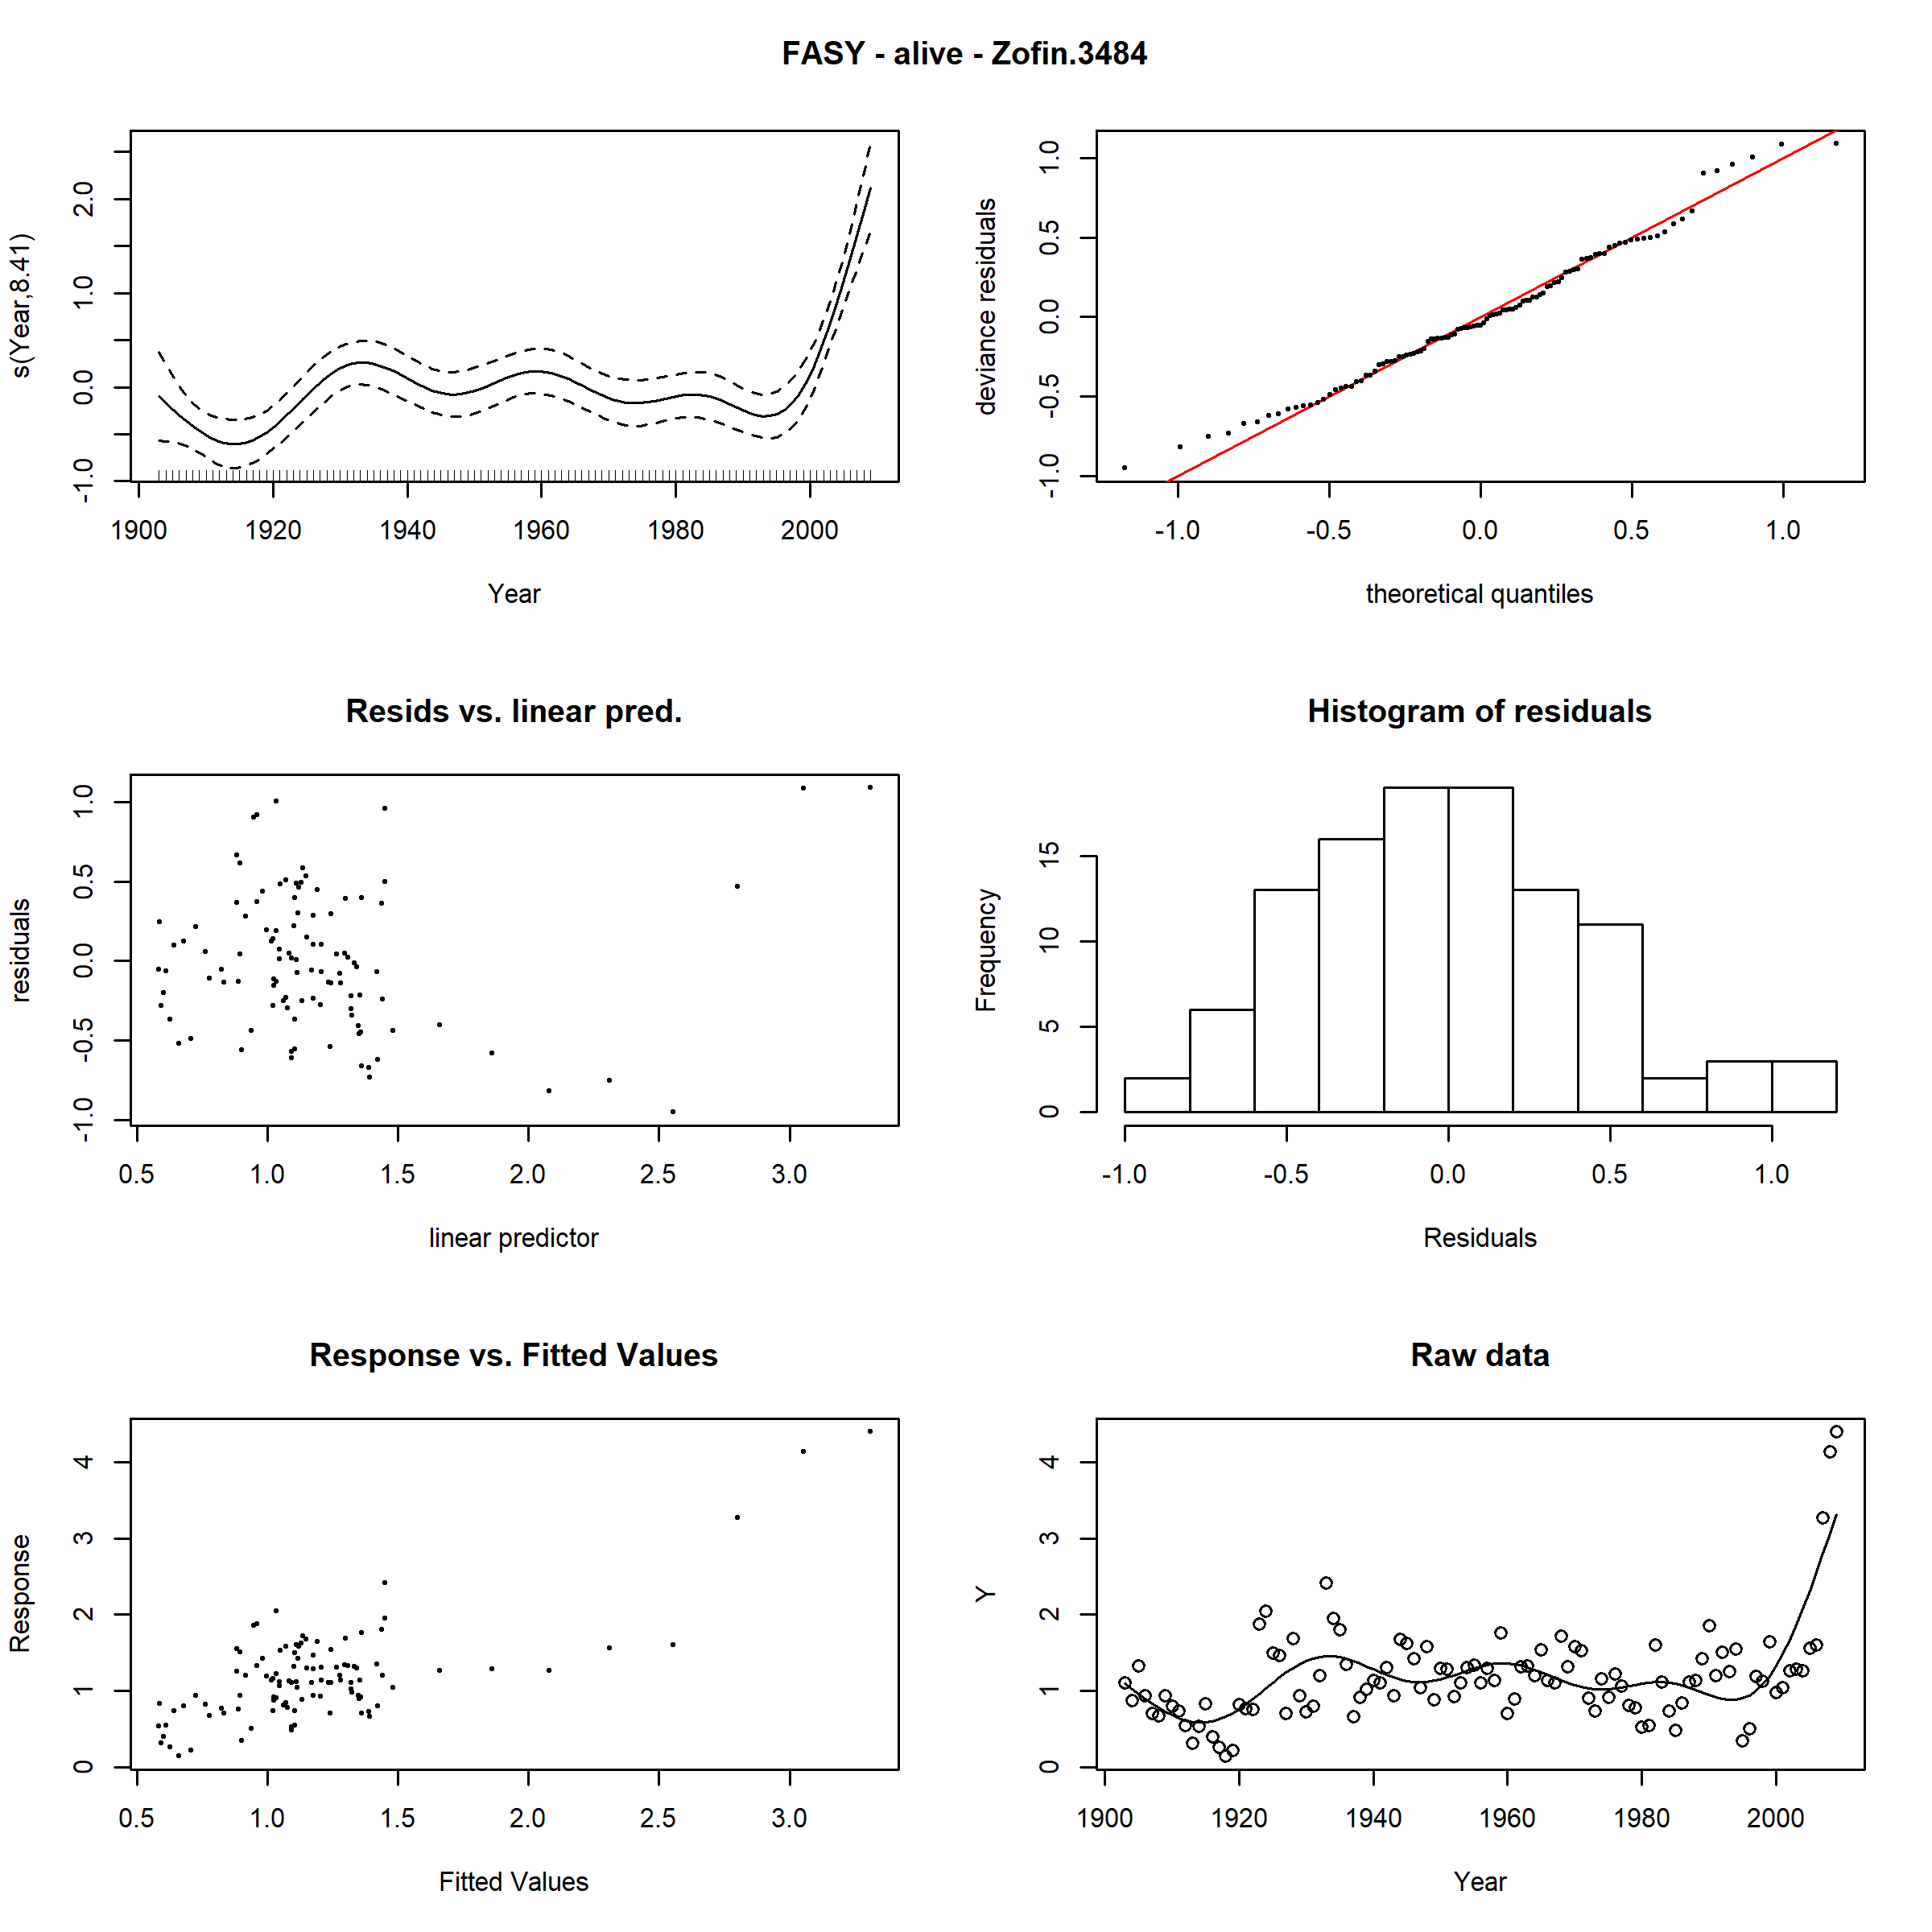 FASY - alive - Zofin.3484
s(Year,8.41)
-1.0 0.0 1.0 2.0
1900 1920 1940 1960 1980 2000
Year
deviance residuals
-1.0 -0.5 0.0 0.5 1.0
-1.0 -0.5 0.0 0.5 1.0
theoretical quantiles
Resids vs. linear pred.
residuals
-1.0 -0.5 0.0 0.5 1.0
0.5 1.0 1.5 2.0 2.5 3.0
linear predictor
Histogram of residuals
Frequency
0 5 10 15
-1.0 -0.5 0.0 0.5 1.0
Residuals
Response vs. Fitted Values
Response
0 1 2 3 4
0.5 1.0 1.5 2.0 2.5 3.0
Fitted Values
Raw data
Y
0 1 2 3 4
1900 1920 1940 1960 1980 2000
Year